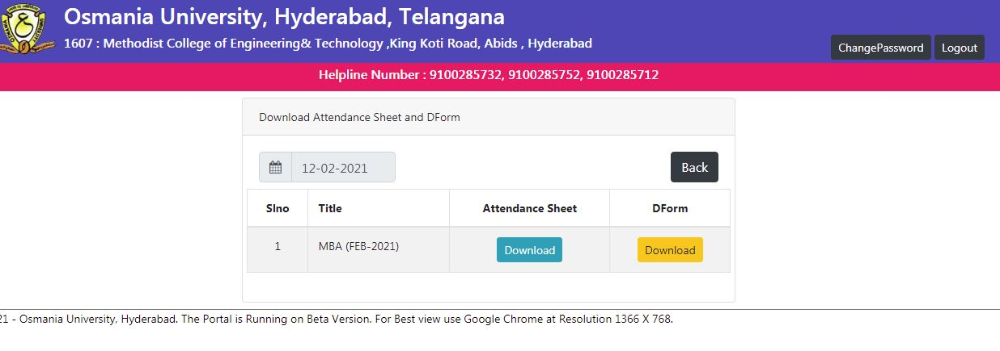 Osmania University, Hyderabad, Telangana
1607 : Methodist College of Engineering& Technology ,King Koti Road, Abids , Hyderabad
ChangePassword Logout
Helpline Number : 9100285732, 9100285752, 9100285712
Download Attendance Sheet and DForm
12-02-2021 Back
Slno Title Attendance Sheet DForm
1 MBA (FEB-2021) Download Download
21 - Osmania University, Hyderabad. The Portal is Running on Beta Version. For Best view use Google Chrome at Resolution 1366 X 768.